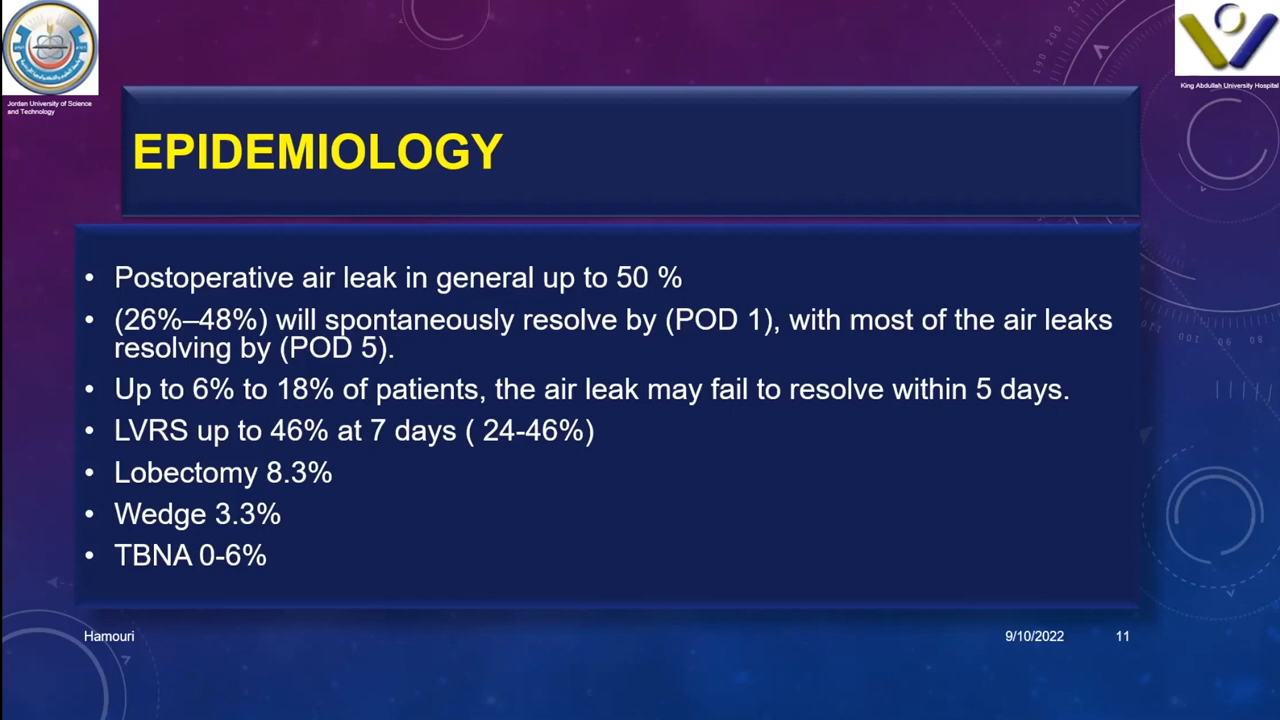 Jordan University of Science
and Technology
King Abdullah University Hospital
EPIDEMIOLOGY
• Postoperative air leak in general up to 50 %
• (26%–48%) will spontaneously resolve by (POD 1), with most of the air leaks
resolving by (POD 5).
• Up to 6% to 18% of patients, the air leak may fail to resolve within 5 days.
• LVRS up to 46% at 7 days ( 24-46%)
• Lobectomy 8.3%
• Wedge 3.3%
• TBNA 0-6%
Hamouri
9/10/2022
11